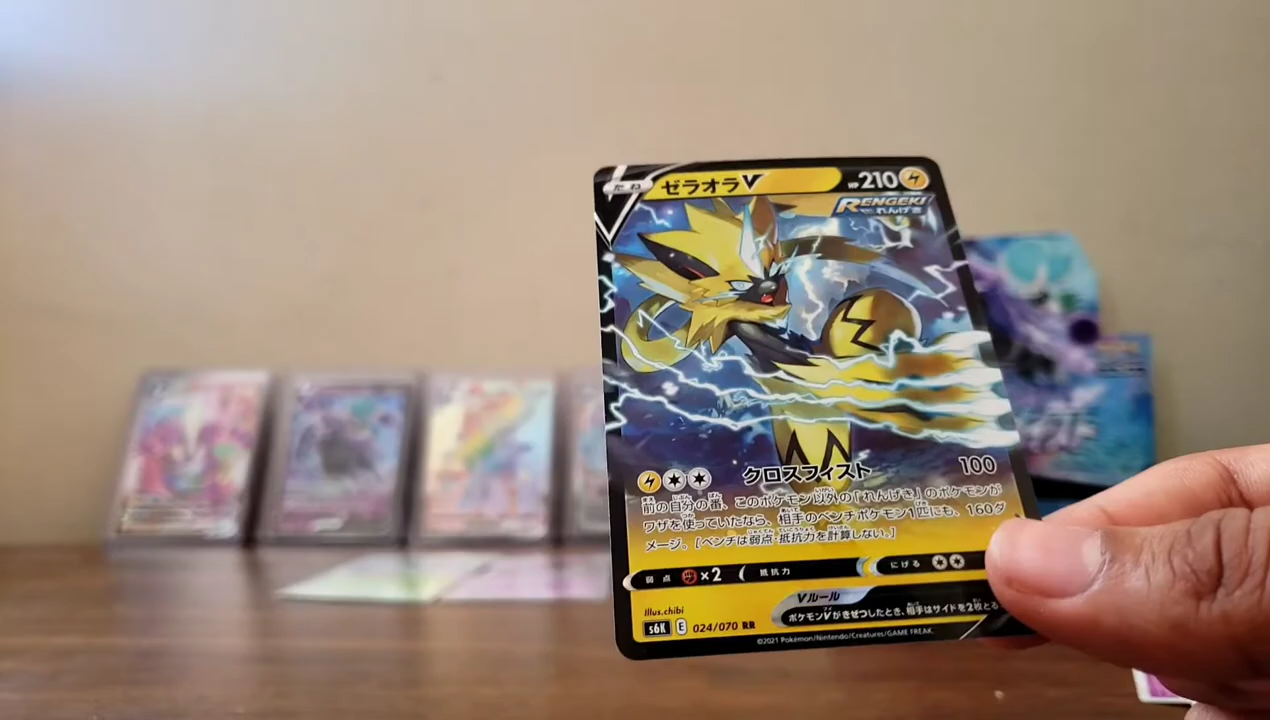 たね ゼラオラV HP 210
RENGEKI
れんげき
クロスフィスト 100
前の自分の番、このポケモン以外の「れんげき」のポケモンが
ワザを使っていたなら、相手のベンチポケモン1匹にも、160ダ
メージ。[ベンチは弱点・抵抗力を計算しない。]
弱点 ×2 抵抗力 にげる
Vルール
ポケモンVがきぜつしたとき、相手はサイドを2枚とる
Illus.chibi
s6K E 024/070 RR
©2021 Pokémon/Nintendo/Creatures/GAME FREAK.